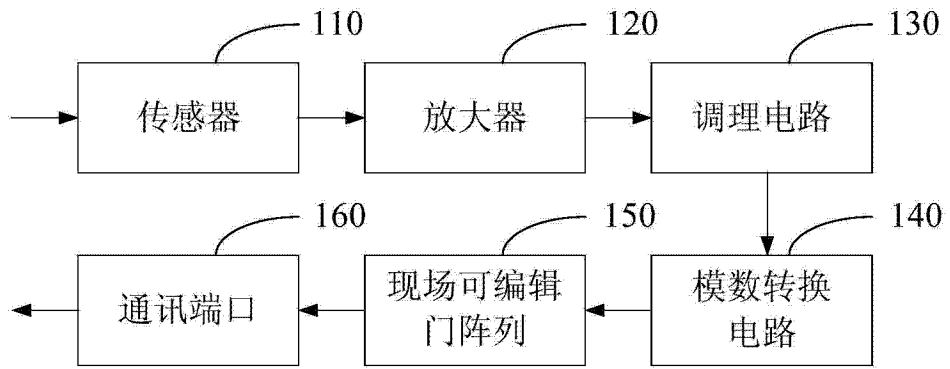 110
120
130
传感器
放大器
调理电路
160
150
140
通讯端口
现场可编辑
门阵列
模数转换
电路